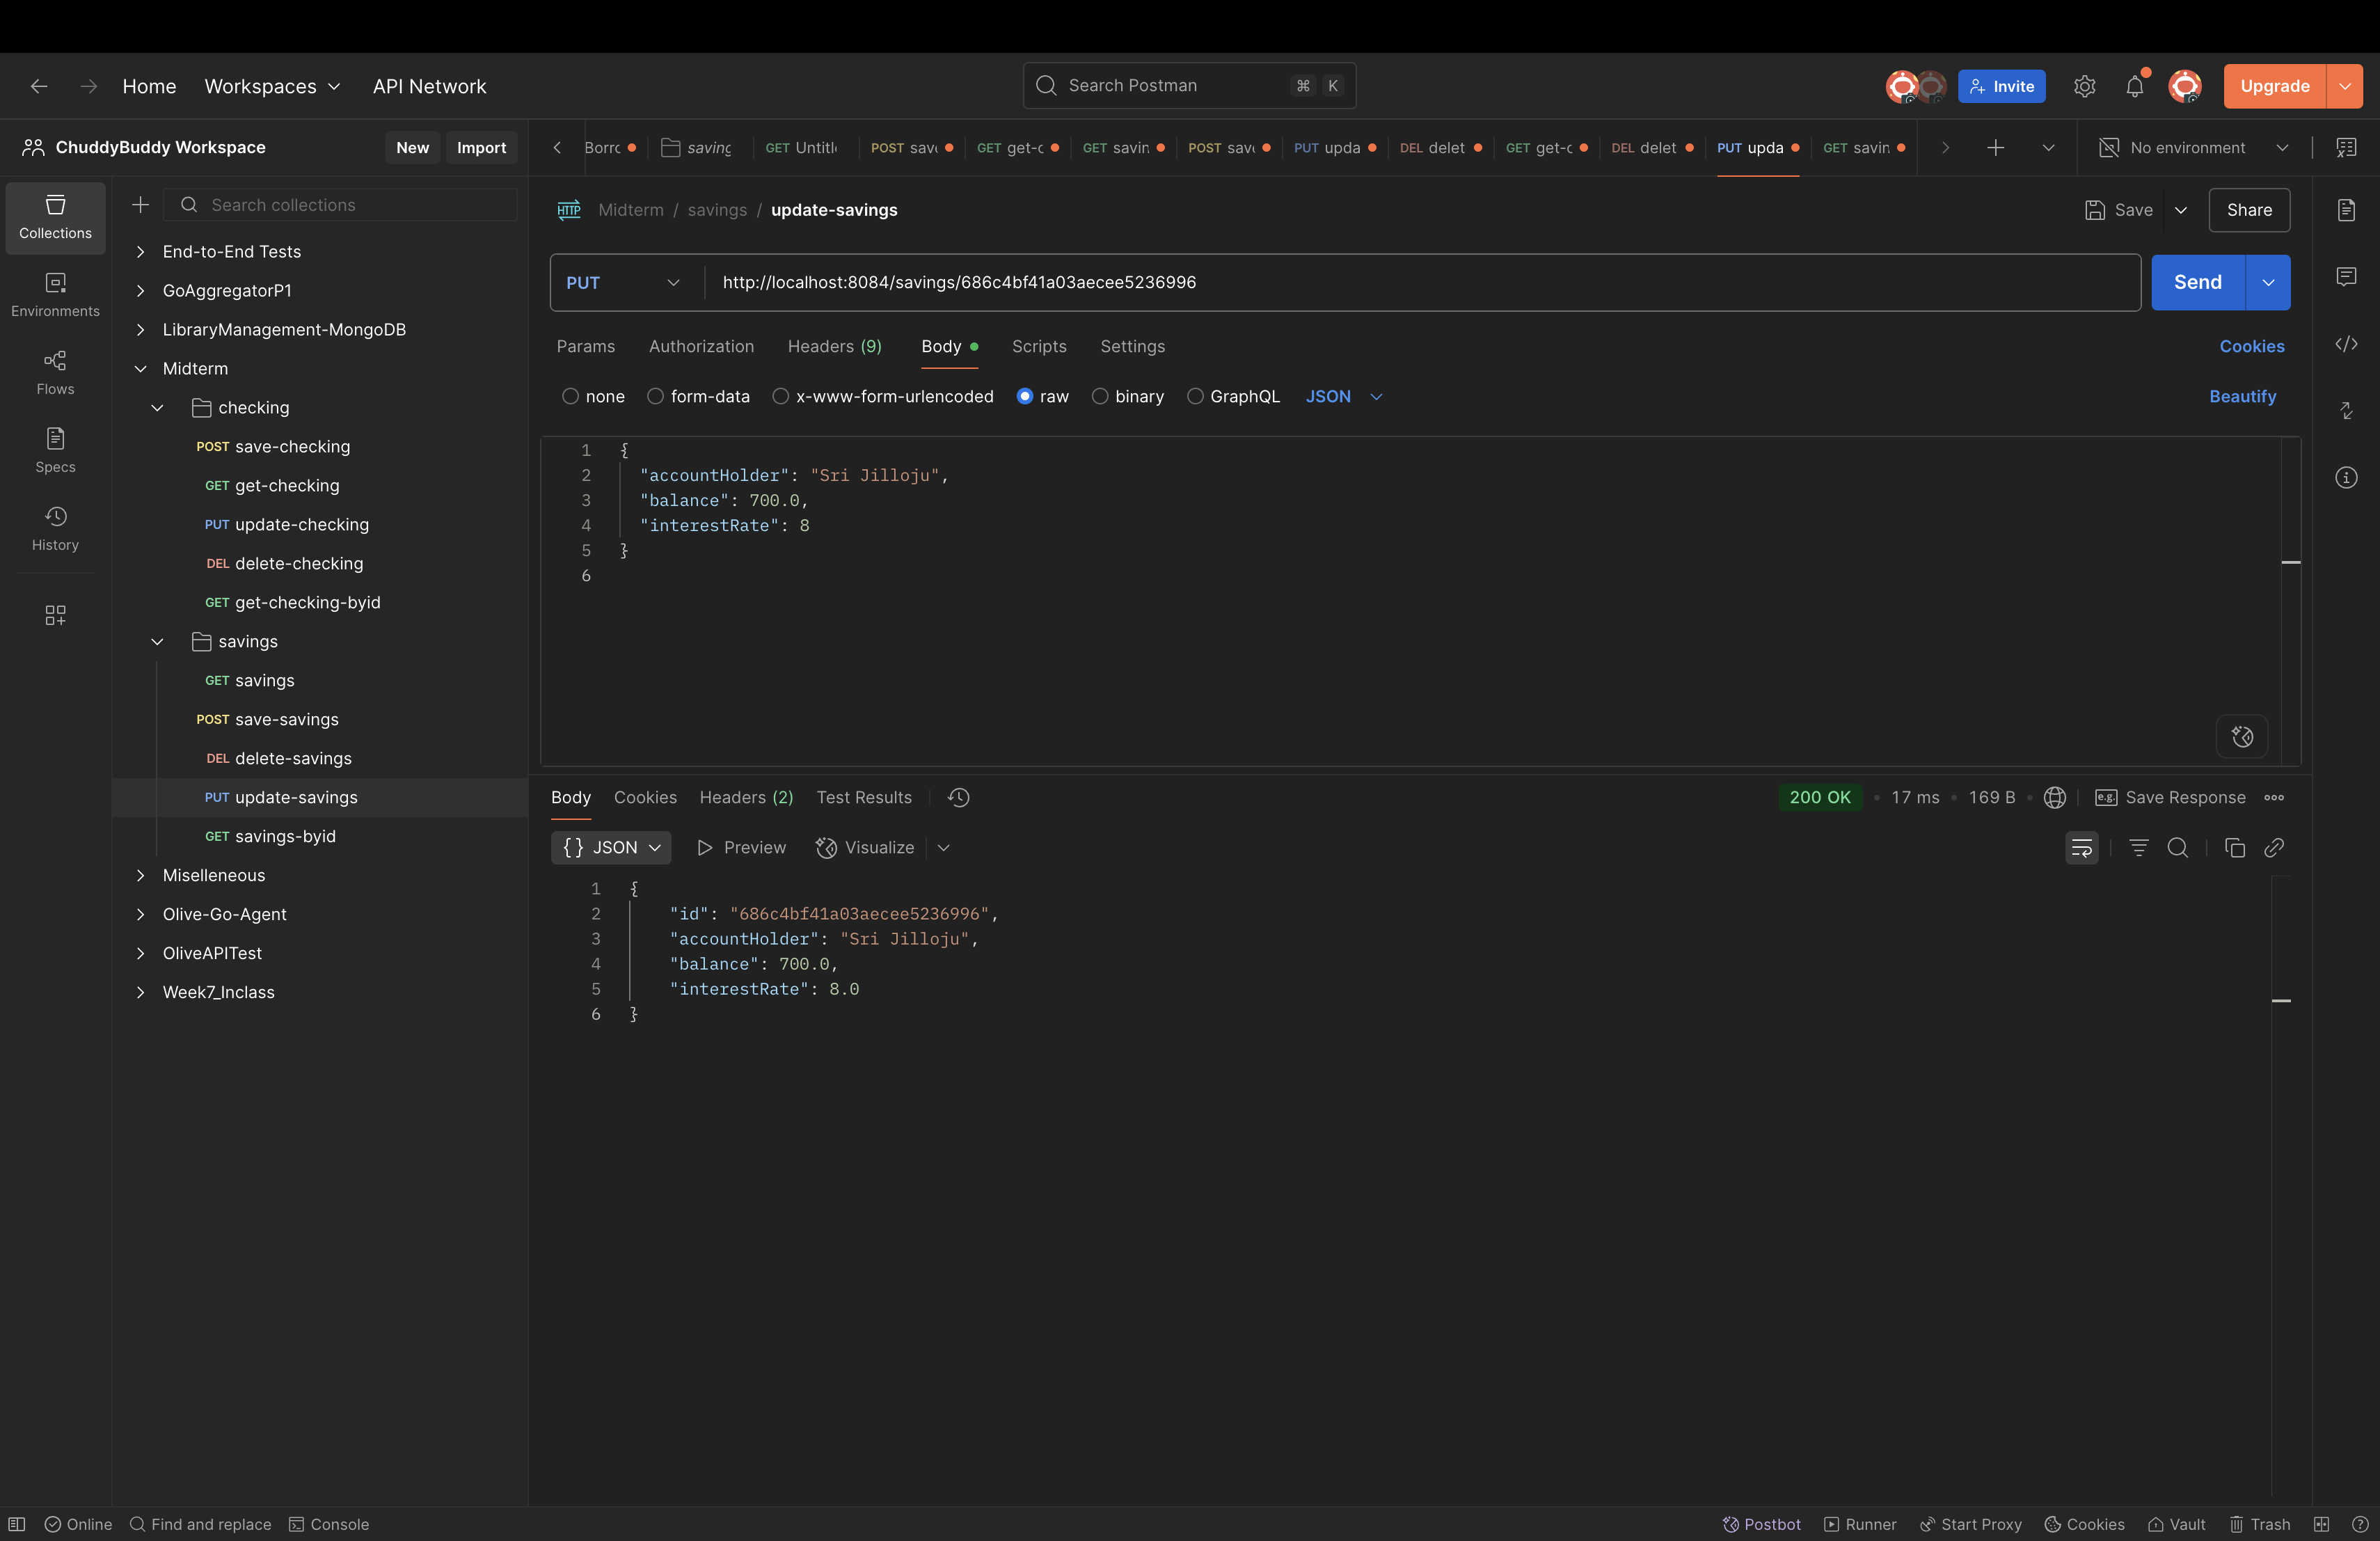 Home Workspaces API Network Search Postman ⌘ K Invite Upgrade
ChuddyBuddy Workspace New Import Borrc saving GET Untitl POST save GET get-c GET savin POST save PUT upda DEL delet GET get-c DEL delet PUT upda GET savin No environment
Search collections
Collections
Environments
Flows
Specs
History
End-to-End Tests
GoAggregatorP1
LibraryManagement-MongoDB
Midterm
checking
POST save-checking
GET get-checking
PUT update-checking
DEL delete-checking
GET get-checking-byid
savings
GET savings
POST save-savings
DEL delete-savings
PUT update-savings
GET savings-byid
Miselleneous
Olive-Go-Agent
OliveAPITest
Week7_Inclass
HTTP Midterm / savings / update-savings Save Share
PUT http://localhost:8084/savings/686c4bf41a03aecee5236996 Send
Params Authorization Headers (9) Body Scripts Settings Cookies
none form-data x-www-form-urlencoded raw binary GraphQL JSON Beautify
1 {
2 "accountHolder": "Sri Jilloju",
3 "balance": 700.0,
4 "interestRate": 8
5 }
6
Body Cookies Headers (2) Test Results 200 OK 17 ms 169 B e.g. Save Response
{} JSON Preview Visualize
1 {
2 "id": "686c4bf41a03aecee5236996",
3 "accountHolder": "Sri Jilloju",
4 "balance": 700.0,
5 "interestRate": 8.0
6 }
Online Find and replace Console Postbot Runner Start Proxy Cookies Vault Trash